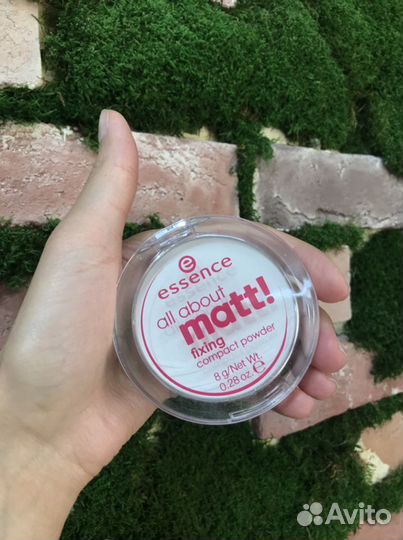 essence
all about
matt!
fixing
compact powder
8 g/Net Wt.
0.28 oz. ℮
Avito